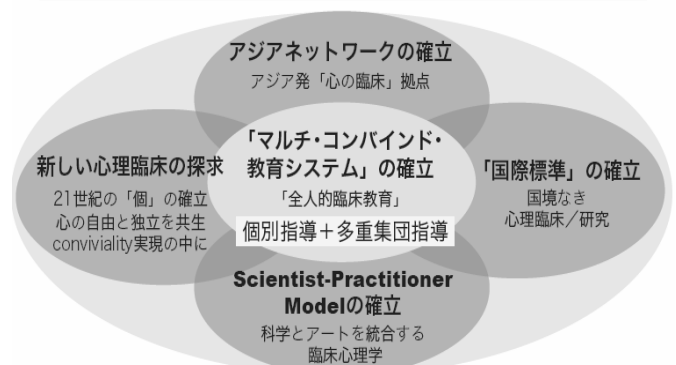 アジアネットワークの確立
アジア発「心の臨床」拠点
新しい心理臨床の探求
21世紀の「個」の確立
心の自由と独立を共生
conviviality実現の中に
「マルチ・コンバインド・
教育システム」の確立
「全人的臨床教育」
個別指導+多重集団指導
「国際標準」の確立
国境なき
心理臨床／研究
Scientist-Practitioner
Modelの確立
科学とアートを統合する
臨床心理学